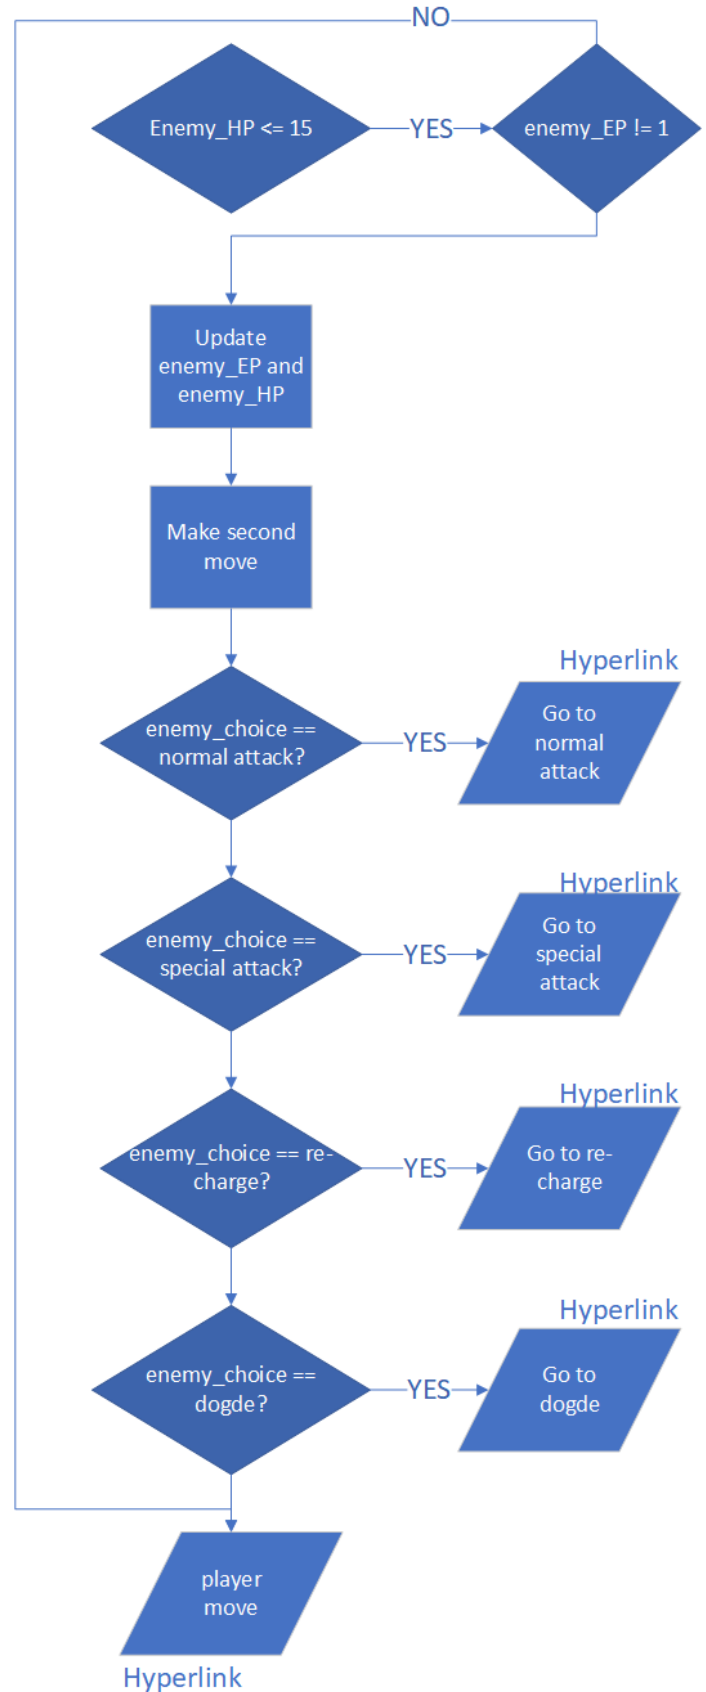 NO
Enemy_HP <= 15
YES
enemy_EP != 1
Update
enemy_EP and
enemy_HP
Make second
move
Hyperlink
enemy_choice ==
normal attack?
YES
Go to
normal
attack
Hyperlink
enemy_choice ==
special attack?
YES
Go to
special
attack
Hyperlink
enemy_choice == re-
charge?
YES
Go to re-
charge
Hyperlink
enemy_choice ==
dogde?
YES
Go to
dogde
player
move
Hyperlink